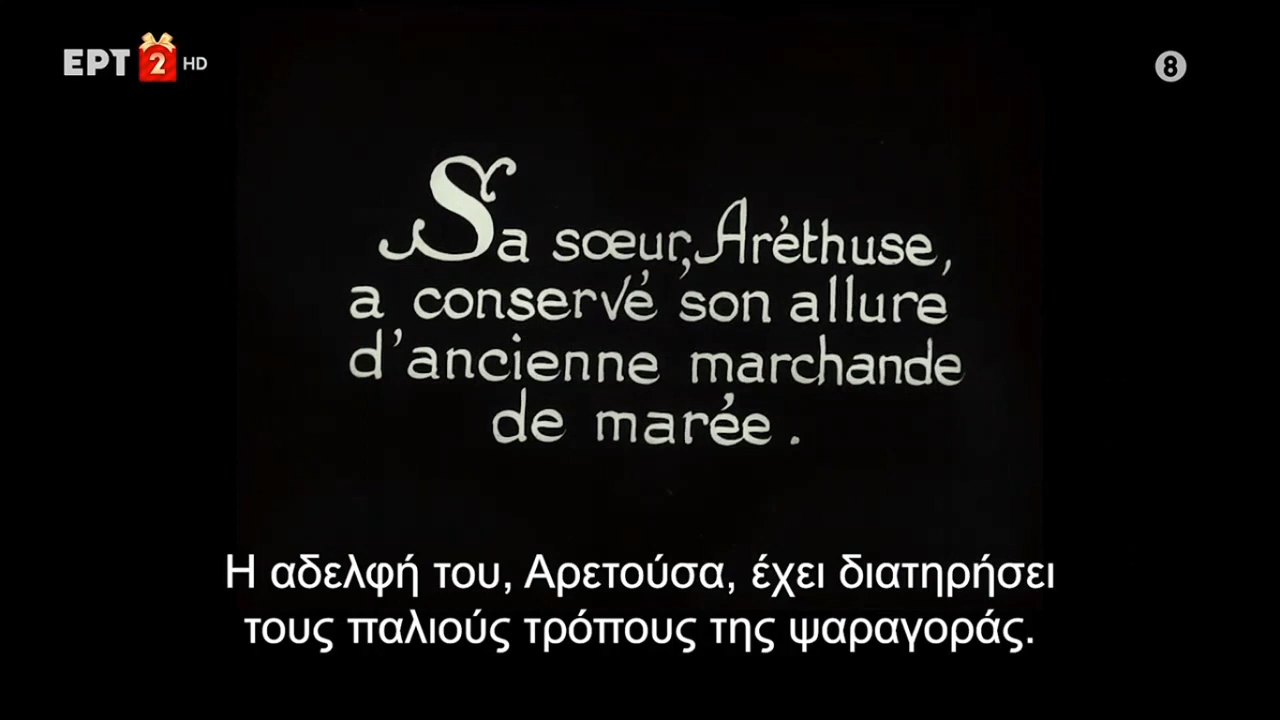 ΕΡΤ 2 HD
8
Sa sœur, Aréthuse,
a conservé son allure
d'ancienne marchande
de marée.
Η αδελφή του, Αρετούσα, έχει διατηρήσει
τους παλιούς τρόπους της ψαραγοράς.